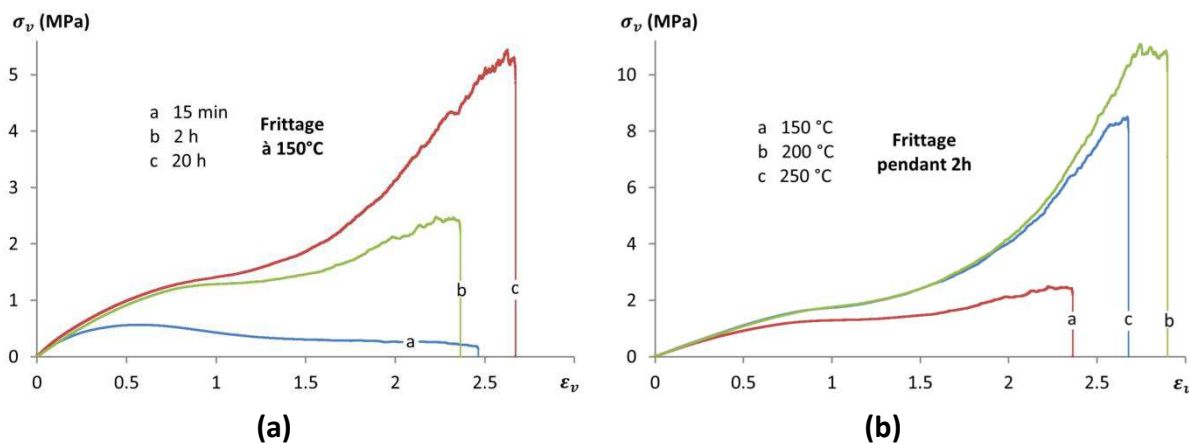 σᵥ (MPa)
5
4
3
2
1
0
a 15 min
b 2 h
c 20 h
Frittage
à 150°C
a
b
c
0 0.5 1 1.5 2 2.5 εᵥ
(a)
σᵥ (MPa)
10
8
6
4
2
0
a 150 °C
b 200 °C
c 250 °C
Frittage
pendant 2h
a
c
b
0 0.5 1 1.5 2 2.5 εᵥ
(b)